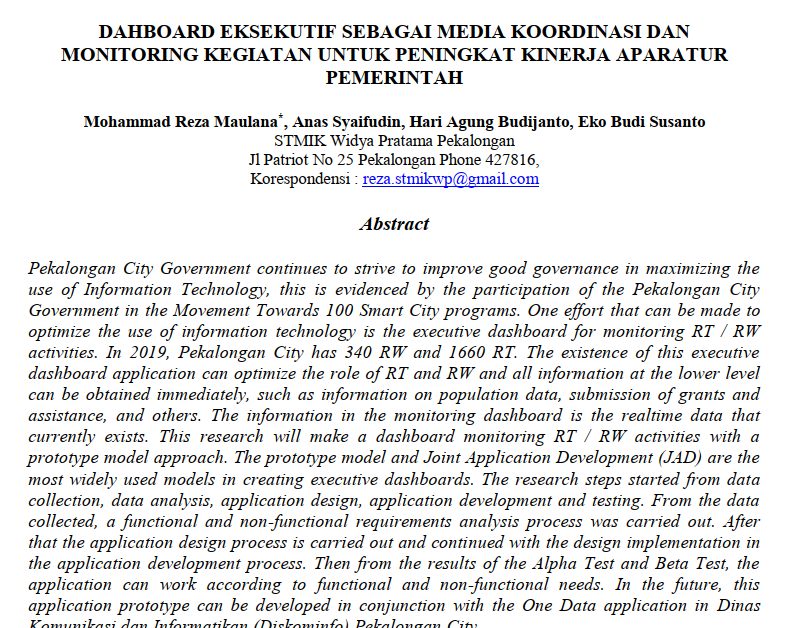 DAHBOARD EKSEKUTIF SEBAGAI MEDIA KOORDINASI DAN
MONITORING KEGIATAN UNTUK PENINGKAT KINERJA APARATUR
PEMERINTAH
Mohammad Reza Maulana*, Anas Syaifudin, Hari Agung Budijanto, Eko Budi Susanto
STMIK Widya Pratama Pekalongan
Jl Patriot No 25 Pekalongan Phone 427816,
Korespondensi : reza.stmikwp@gmail.com
Abstract
Pekalongan City Government continues to strive to improve good governance in maximizing the
use of Information Technology, this is evidenced by the participation of the Pekalongan City
Government in the Movement Towards 100 Smart City programs. One effort that can be made to
optimize the use of information technology is the executive dashboard for monitoring RT / RW
activities. In 2019, Pekalongan City has 340 RW and 1660 RT. The existence of this executive
dashboard application can optimize the role of RT and RW and all information at the lower level
can be obtained immediately, such as information on population data, submission of grants and
assistance, and others. The information in the monitoring dashboard is the realtime data that
currently exists. This research will make a dashboard monitoring RT / RW activities with a
prototype model approach. The prototype model and Joint Application Development (JAD) are the
most widely used models in creating executive dashboards. The research steps started from data
collection, data analysis, application design, application development and testing. From the data
collected, a functional and non-functional requirements analysis process was carried out. After
that the application design process is carried out and continued with the design implementation in
the application development process. Then from the results of the Alpha Test and Beta Test, the
application can work according to functional and non-functional needs. In the future, this
application prototype can be developed in conjunction with the One Data application in Dinas
Komunikasi dan Informatikan (Diskominfo) Pekalongan City.